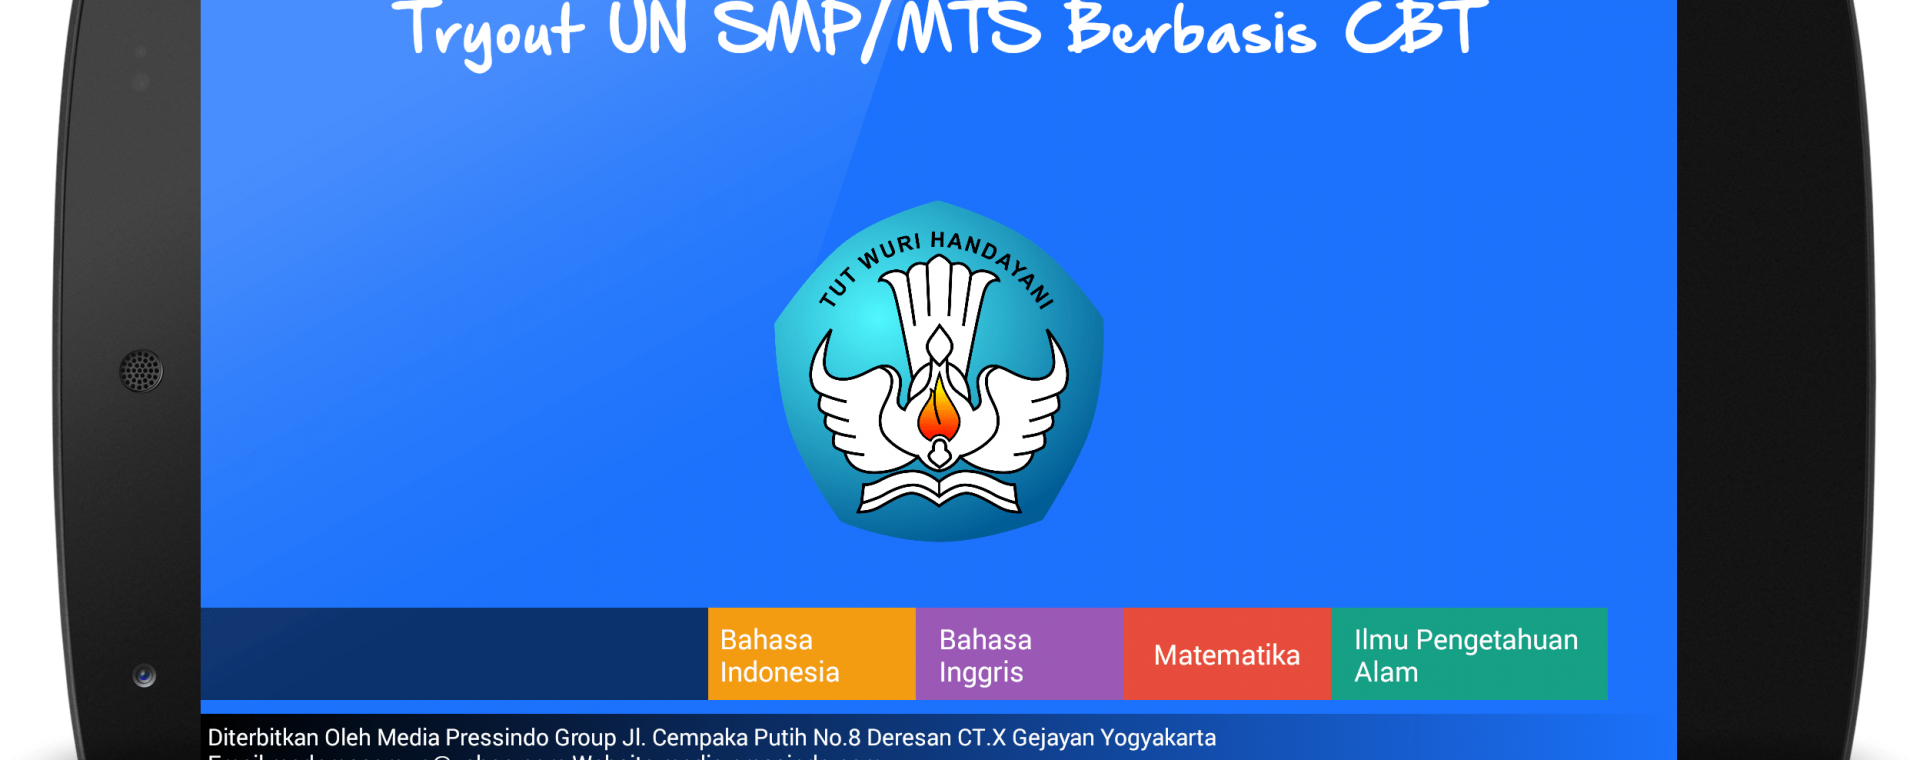 Tryout UN SMP/MTS Berbasis CBT
TUT WURI HANDAYANI
Bahasa
Indonesia
Bahasa
Inggris
Matematika
Ilmu Pengetahuan
Alam
Diterbitkan Oleh Media Pressindo Group Jl. Cempaka Putih No.8 Deresan CT.X Gejayan Yogyakarta